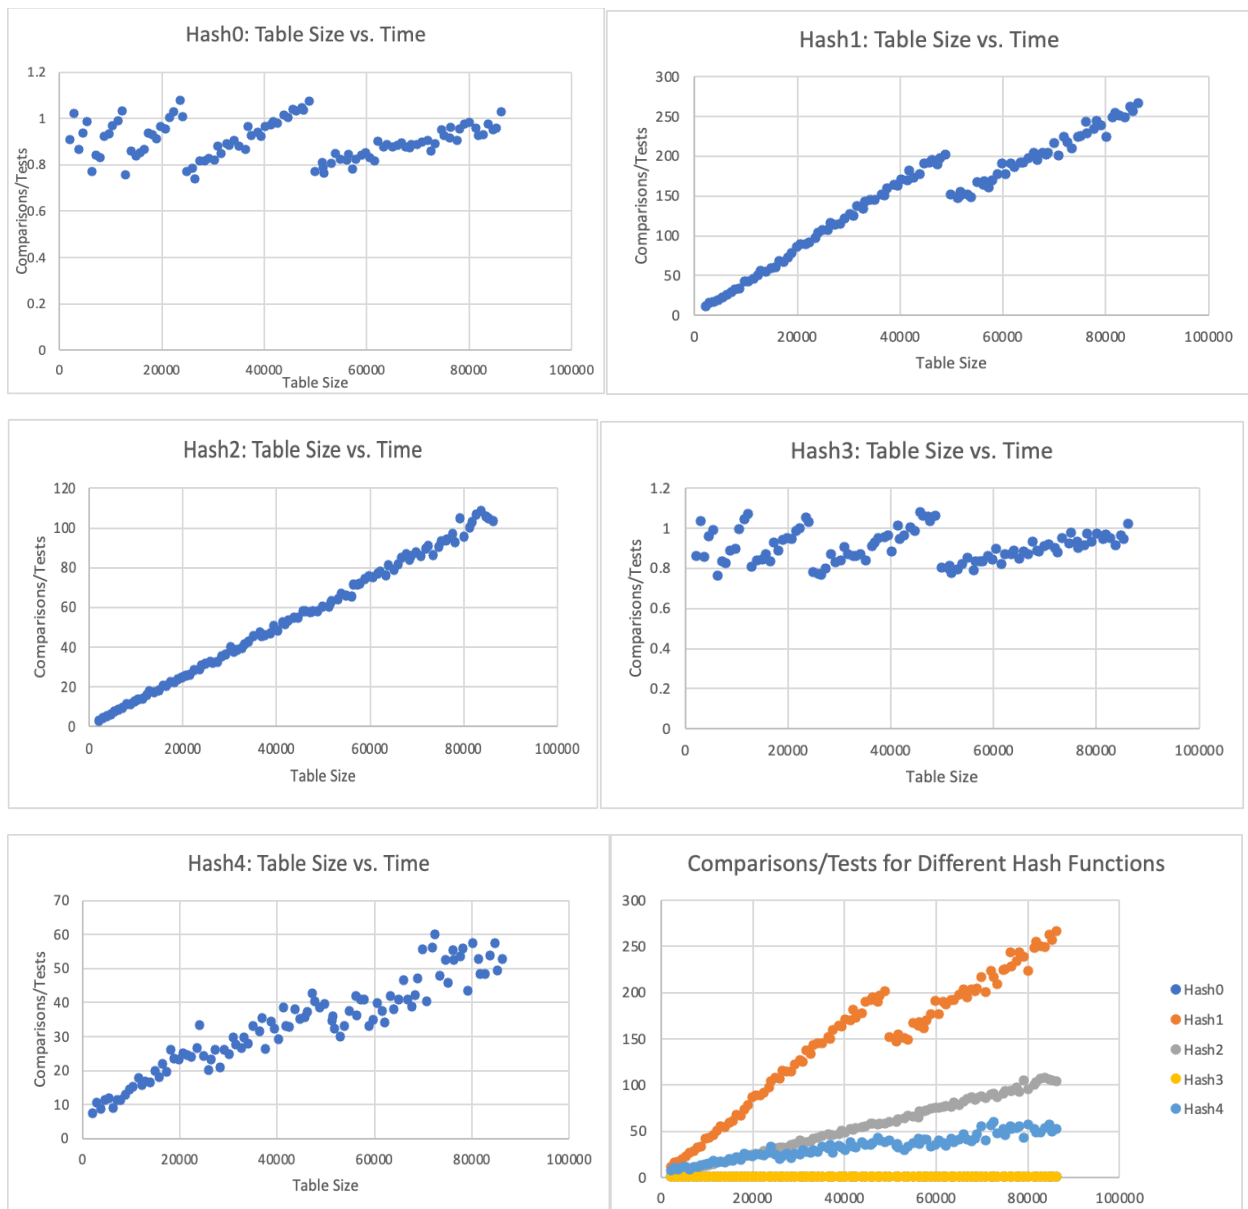 Hash0: Table Size vs. Time
Comparisons/Tests
1.2
1
0.8
0.6
0.4
0.2
0
0 20000 40000 60000 80000 100000
Table Size
Hash1: Table Size vs. Time
Comparisons/Tests
300
250
200
150
100
50
0
0 20000 40000 60000 80000 100000
Table Size
Hash2: Table Size vs. Time
Comparisons/Tests
120
100
80
60
40
20
0
0 20000 40000 60000 80000 100000
Table Size
Hash3: Table Size vs. Time
Comparisons/Tests
1.2
1
0.8
0.6
0.4
0.2
0
0 20000 40000 60000 80000 100000
Table Size
Hash4: Table Size vs. Time
Comparisons/Tests
70
60
50
40
30
20
10
0
0 20000 40000 60000 80000 100000
Table Size
Comparisons/Tests for Different Hash Functions
300
250
200
150
100
50
0
0 20000 40000 60000 80000 100000
Hash0
Hash1
Hash2
Hash3
Hash4